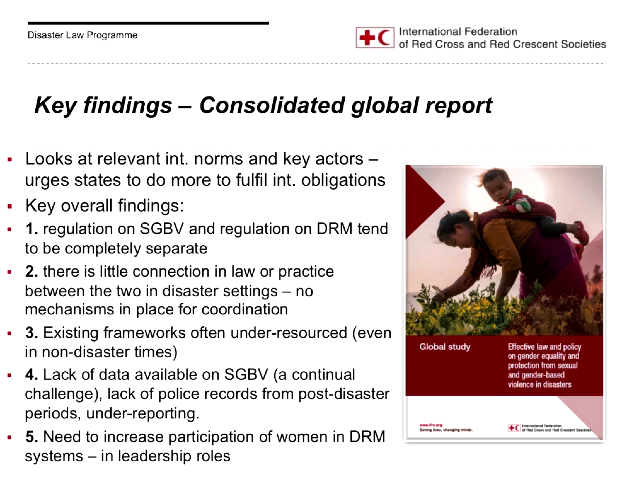 Disaster Law Programme
International Federation
of Red Cross and Red Crescent Societies
Key findings – Consolidated global report
▪ Looks at relevant int. norms and key actors –
urges states to do more to fulfil int. obligations
▪ Key overall findings:
▪ 1. regulation on SGBV and regulation on DRM tend
to be completely separate
▪ 2. there is little connection in law or practice
between the two in disaster settings – no
mechanisms in place for coordination
▪ 3. Existing frameworks often under-resourced (even
in non-disaster times)
▪ 4. Lack of data available on SGBV (a continual
challenge), lack of police records from post-disaster
periods, under-reporting.
▪ 5. Need to increase participation of women in DRM
systems – in leadership roles
Global study
Effective law and policy
on gender equality and
protection from sexual
and gender-based
violence in disasters
www.ifrc.org
Saving lives, changing minds.
International Federation
of Red Cross and Red Crescent Societies